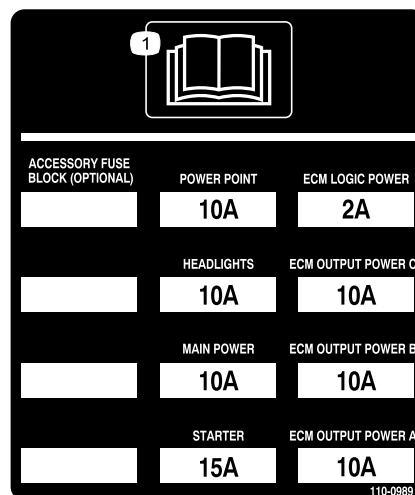 1
ACCESSORY FUSE
BLOCK (OPTIONAL)
POWER POINT
ECM LOGIC POWER
10A
2A
HEADLIGHTS
ECM OUTPUT POWER C
10A
10A
MAIN POWER
ECM OUTPUT POWER B
10A
10A
STARTER
ECM OUTPUT POWER A
15A
10A
110-0989